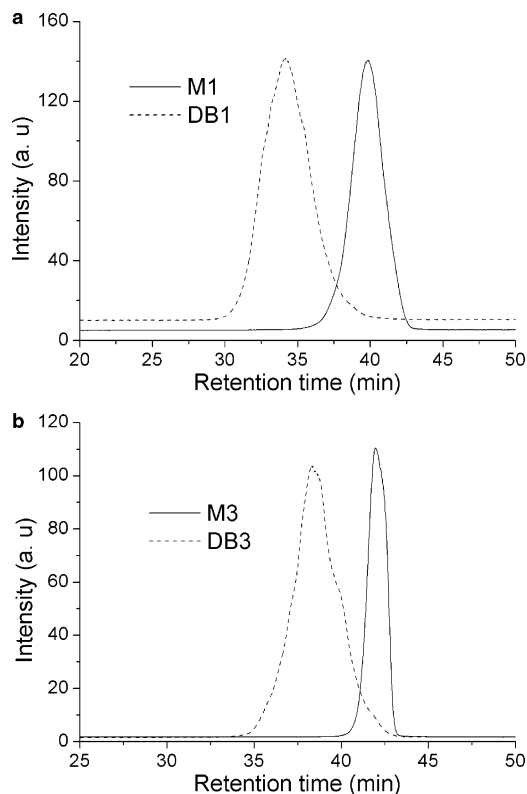 a
160
120
80
40
0
Intensity (a. u)
M1
DB1
20 25 30 35 40 45 50
Retention time (min)
b
120
100
80
60
40
20
0
Intensity (a. u)
M3
DB3
25 30 35 40 45 50
Retention time (min)